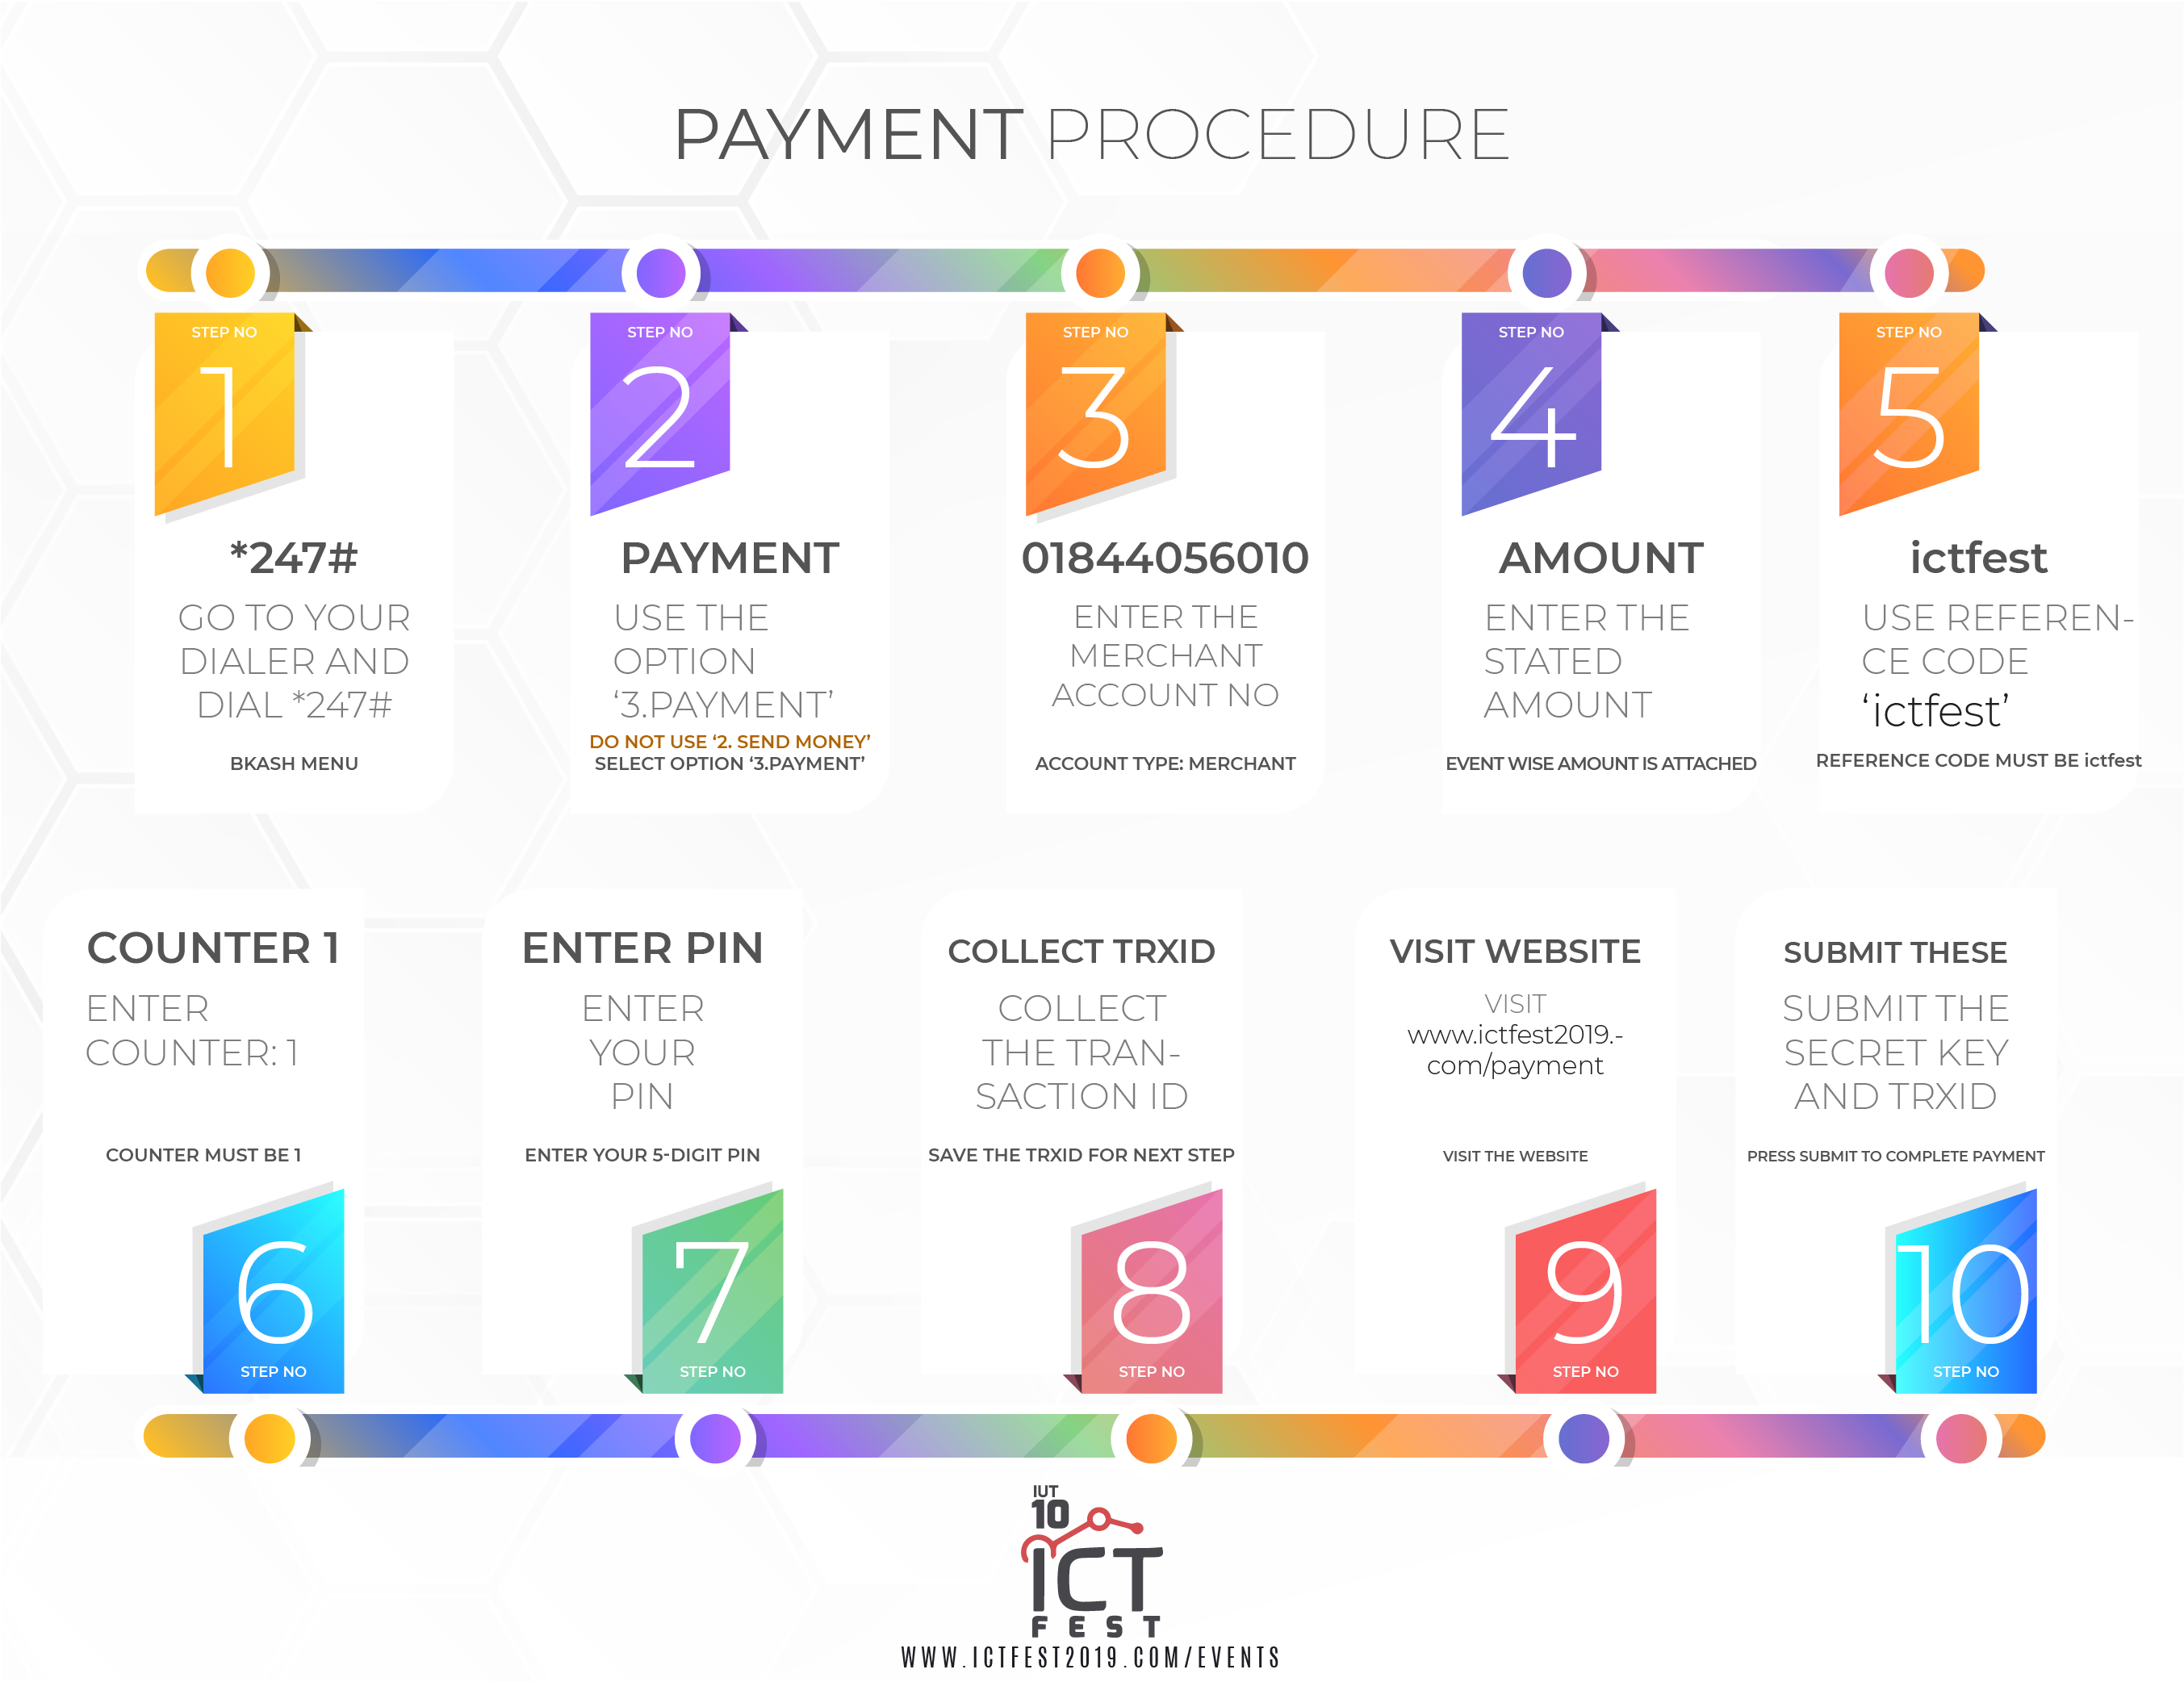 PAYMENT PROCEDURE
STEP NO
1
*247#
GO TO YOUR
DIALER AND
DIAL *247#
BKASH MENU
STEP NO
2
PAYMENT
USE THE
OPTION
‘3.PAYMENT’
DO NOT USE ‘2. SEND MONEY’
SELECT OPTION ‘3.PAYMENT’
STEP NO
3
01844056010
ENTER THE
MERCHANT
ACCOUNT NO
ACCOUNT TYPE: MERCHANT
STEP NO
4
AMOUNT
ENTER THE
STATED
AMOUNT
EVENT WISE AMOUNT IS ATTACHED
STEP NO
5
ictfest
USE REFEREN-
CE CODE
‘ictfest’
REFERENCE CODE MUST BE ictfest
COUNTER 1
ENTER
COUNTER: 1
COUNTER MUST BE 1
6
STEP NO
ENTER PIN
ENTER
YOUR
PIN
ENTER YOUR 5-DIGIT PIN
7
STEP NO
COLLECT TRXID
COLLECT
THE TRAN-
SACTION ID
SAVE THE TRXID FOR NEXT STEP
8
STEP NO
VISIT WEBSITE
VISIT
www.ictfest2019.-
com/payment
VISIT THE WEBSITE
9
STEP NO
SUBMIT THESE
SUBMIT THE
SECRET KEY
AND TRXID
PRESS SUBMIT TO COMPLETE PAYMENT
10
STEP NO
IUT
10
ICT
FEST
WWW.ICTFEST2019.COM/EVENTS